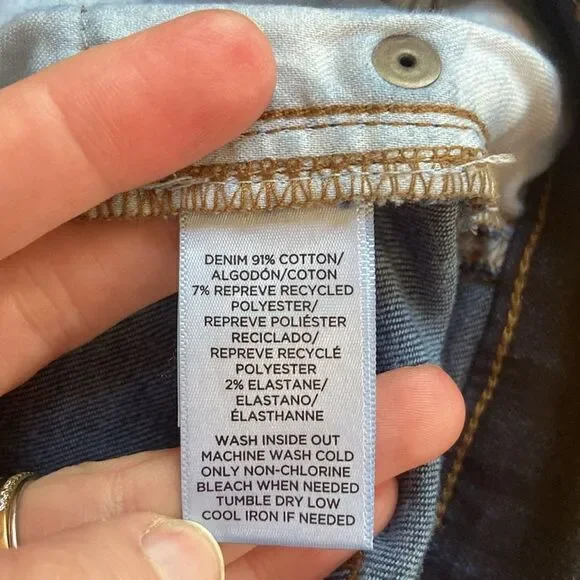 DENIM 91% COTTON/
ALGODÓN/COTON
7% REPREVE RECYCLED
POLYESTER/
REPREVE POLIÉSTER
RECICLADO/
REPREVE RECYCLÉ
POLYESTER
2% ELASTANE/
ELASTANO/
ÉLASTHANNE
WASH INSIDE OUT
MACHINE WASH COLD
ONLY NON-CHLORINE
BLEACH WHEN NEEDED
TUMBLE DRY LOW
COOL IRON IF NEEDED